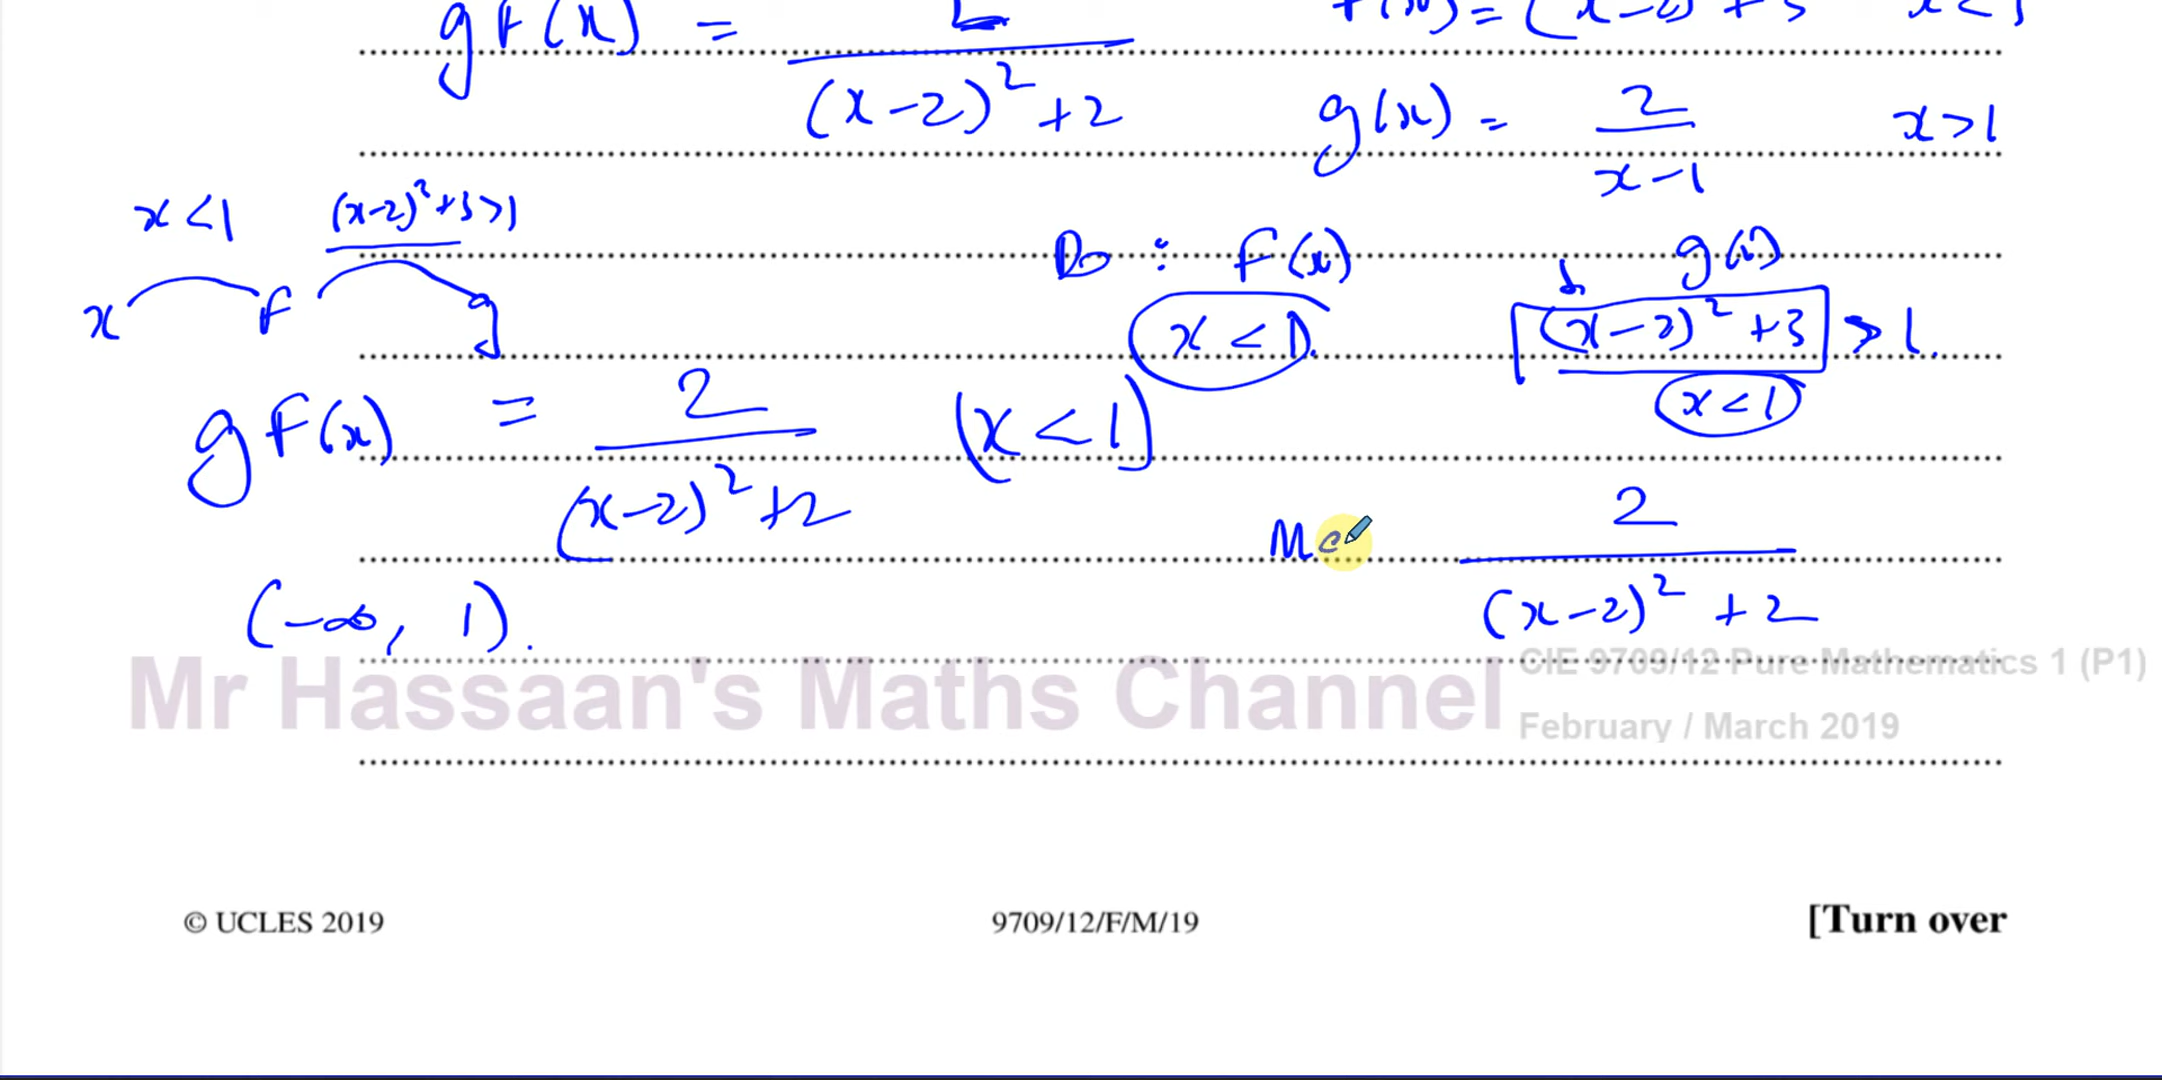 gf(x) = 2/((x-2)² + 2)
g(x) = 2/(x-1) x>1
x<1 (x-2)²+3>1
Do : f(x) g(x)
x f g
x < 1. (x-2)² +3 > 1.
x<1
gf(x) = 2/((x-2)² +2) (x < 1)
2/((x-2)² +2)
(-∞, 1).
Mr Hassaan's Maths Channel
CIE 9709/12 Pure Mathematics 1 (P1)
February / March 2019
© UCLES 2019 9709/12/F/M/19 [Turn over